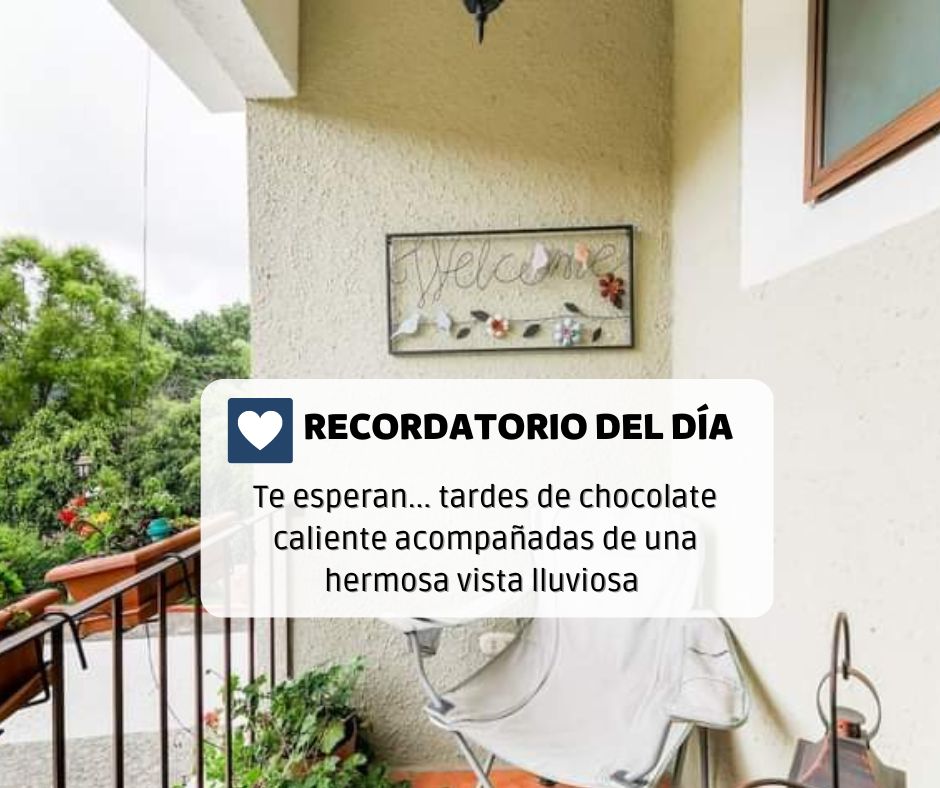 Welcome
RECORDATORIO DEL DÍA
Te esperan... tardes de chocolate
caliente acompañadas de una
hermosa vista lluviosa